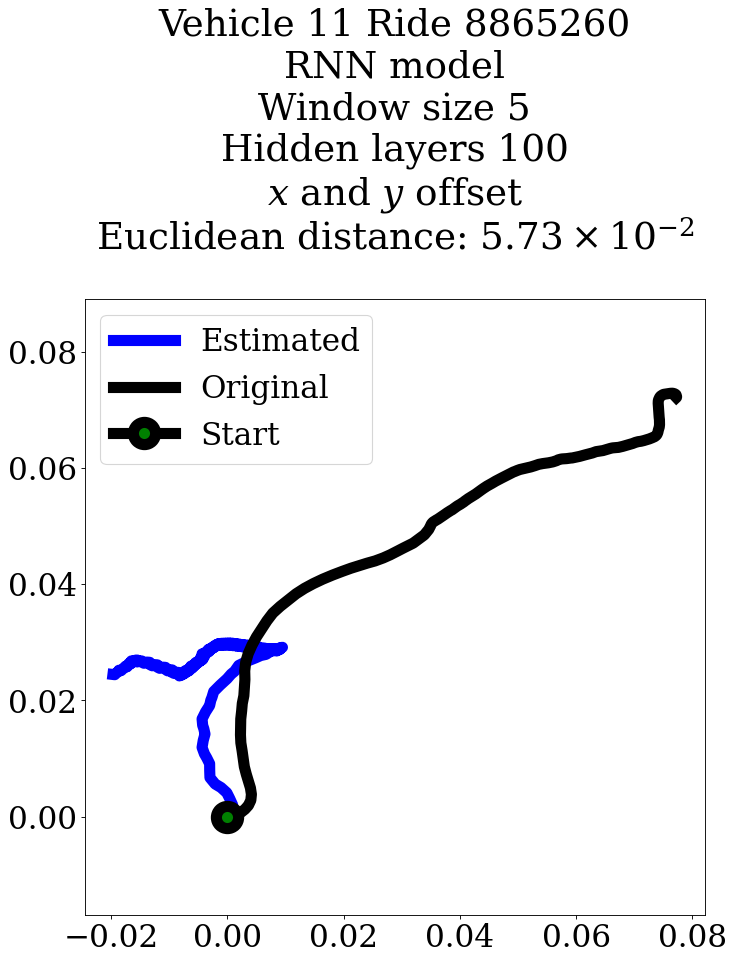 Vehicle 11 Ride 8865260
RNN model
Window size 5
Hidden layers 100
x and y offset
Euclidean distance: 5.73 × 10⁻²
Estimated
Original
Start
0.08
0.06
0.04
0.02
0.00
−0.02 0.00 0.02 0.04 0.06 0.08